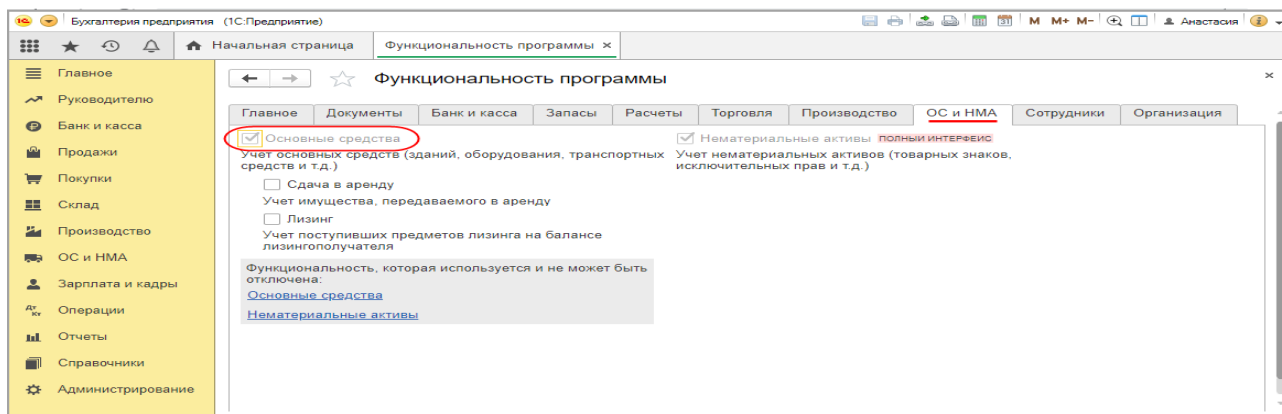 Бухгалтерия предприятия (1С:Предприятие)
M M+ M- Анастасия
Начальная страница Функциональность программы ×
Главное
Руководителю
Банк и касса
Продажи
Покупки
Склад
Производство
ОС и НМА
Зарплата и кадры
Операции
Отчеты
Справочники
Администрирование
Функциональность программы
Главное Документы Банк и касса Запасы Расчеты Торговля Производство ОС и НМА Сотрудники Организация
Основные средства Нематериальные активы ПОЛНЫЙ ИНТЕРФЕЙС
Учет основных средств (зданий, оборудования, транспортных Учет нематериальных активов (товарных знаков,
средств и т.д.) исключительных прав и т.д.)
Сдача в аренду
Учет имущества, передаваемого в аренду
Лизинг
Учет поступивших предметов лизинга на балансе
лизингополучателя
Функциональность, которая используется и не может быть
отключена:
Основные средства
Нематериальные активы